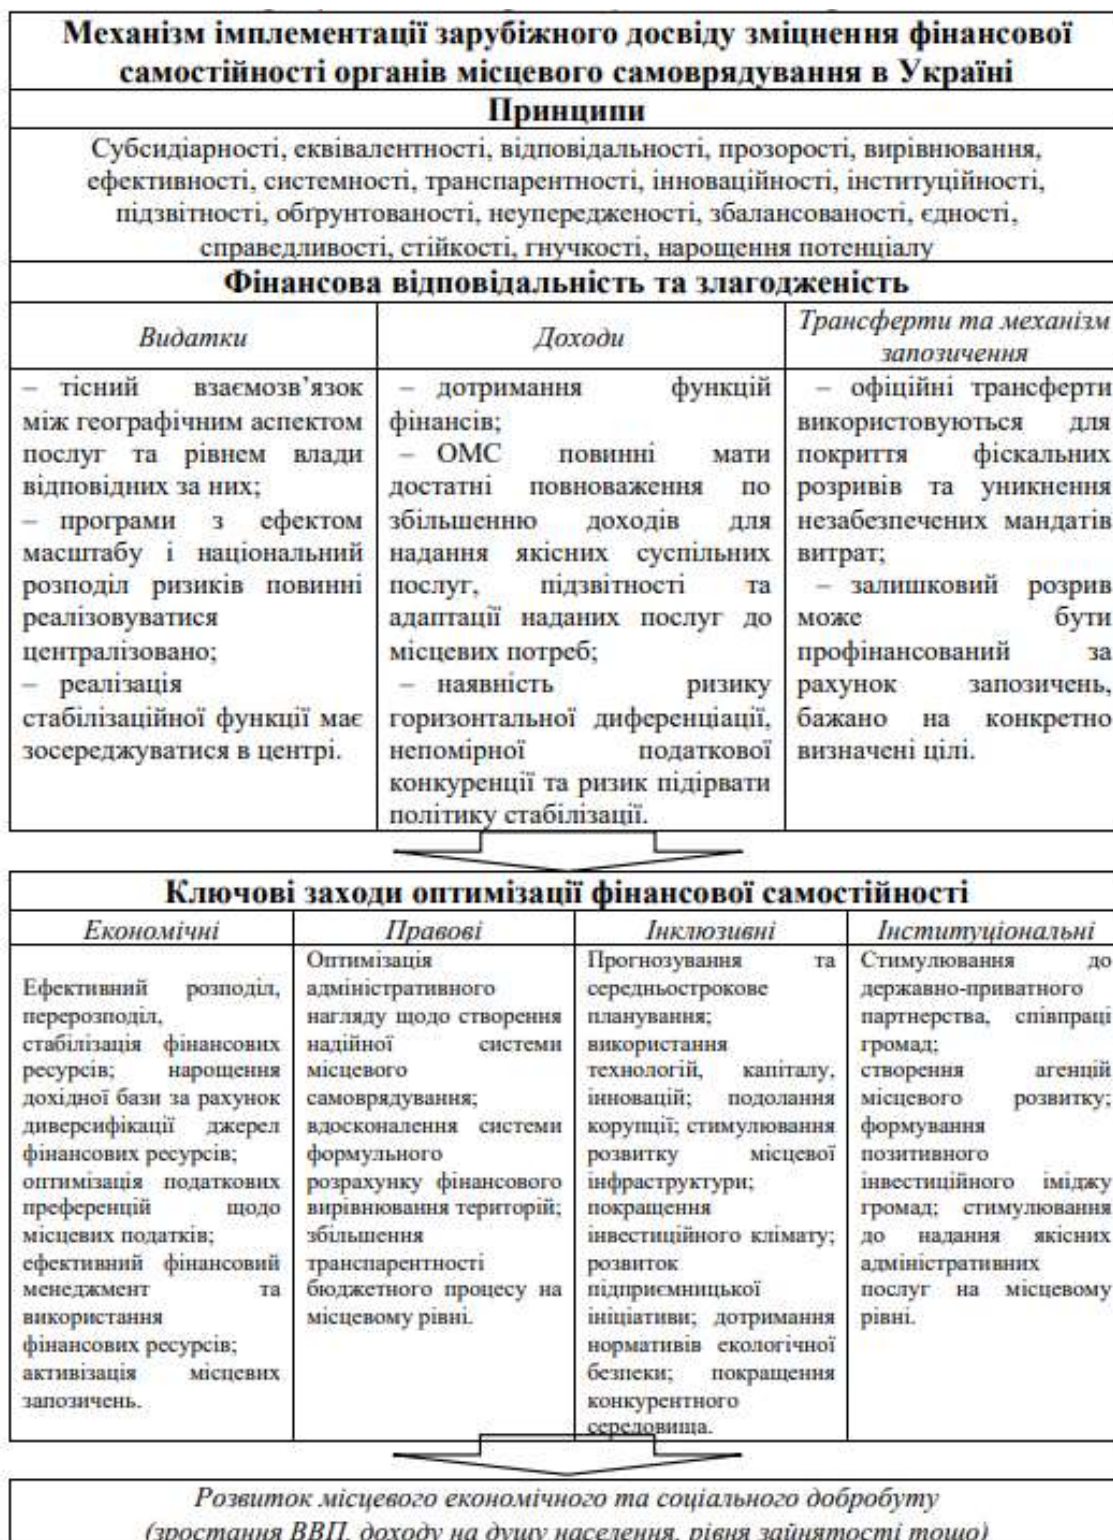 Механізм імплементації зарубіжного досвіду зміцнення фінансової
самостійності органів місцевого самоврядування в Україні
Принципи
Субсидіарності, еквівалентності, відповідальності, прозорості, вирівнювання,
ефективності, системності, транспарентності, інноваційності, інституційності,
підзвітності, обґрунтованості, неупередженості, збалансованості, єдності,
справедливості, стійкості, гнучкості, нарощення потенціалу
Фінансова відповідальність та злагодженість
Видатки
– тісний взаємозв’язок
між географічним аспектом
послуг та рівнем влади
відповідних за них;
– програми з ефектом
масштабу і національний
розподіл ризиків повинні
реалізовуватися
централізовано;
– реалізація
стабілізаційної функції має
зосереджуватися в центрі.
Доходи
– дотримання функцій
фінансів;
– ОМС повинні мати
достатні повноваження по
збільшенню доходів для
надання якісних суспільних
послуг, підзвітності та
адаптації наданих послуг до
місцевих потреб;
– наявність ризику
горизонтальної диференціації,
непомірної податкової
конкуренції та ризик підірвати
політику стабілізації.
Трансферти та механізм
запозичення
– офіційні трансферти
використовуються для
покриття фіскальних
розривів та уникнення
незабезпечених мандатів
витрат;
– залишковий розрив
може бути
профінансований за
рахунок запозичень,
бажано на конкретно
визначені цілі.
Ключові заходи оптимізації фінансової самостійності
Економічні
Ефективний розподіл,
перерозподіл,
стабілізація фінансових
ресурсів; нарощення
дохідної бази за рахунок
диверсифікації джерел
фінансових ресурсів;
оптимізація податкових
преференцій щодо
місцевих податків;
ефективний фінансовий
менеджмент та
використання
фінансових ресурсів;
активізація місцевих
запозичень.
Правові
Оптимізація
адміністративного
нагляду щодо створення
надійної системи
місцевого
самоврядування;
вдосконалення системи
формульного
розрахунку фінансового
вирівнювання територій;
збільшення
транспарентності
бюджетного процесу на
місцевому рівні.
Інклюзивні
Прогнозування та
середньострокове
планування;
використання
технологій, капіталу,
інновацій; подолання
корупції; стимулювання
розвитку місцевої
інфраструктури;
покращення
інвестиційного клімату;
розвиток
підприємницької
ініціативи; дотримання
нормативів екологічної
безпеки; покращення
конкурентного
середовища.
Інституціональні
Стимулювання до
державно-приватного
партнерства, співпраці
громад;
створення агенцій
місцевого розвитку;
формування
позитивного
інвестиційного іміджу
громад; стимулювання
до надання якісних
адміністративних
послуг на місцевому
рівні.
Розвиток місцевого економічного та соціального добробуту
(зростання ВВП, доходу на душу населення, рівня зайнятості тощо)